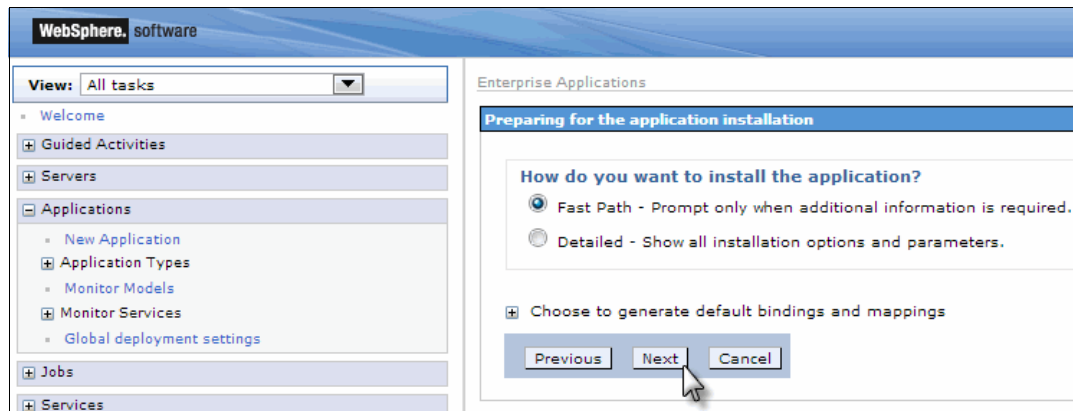 WebSphere. software
View: All tasks
Welcome
Guided Activities
Servers
Applications
New Application
Application Types
Monitor Models
Monitor Services
Global deployment settings
Jobs
Services
Enterprise Applications
Preparing for the application installation
How do you want to install the application?
Fast Path - Prompt only when additional information is required.
Detailed - Show all installation options and parameters.
Choose to generate default bindings and mappings
Previous Next Cancel